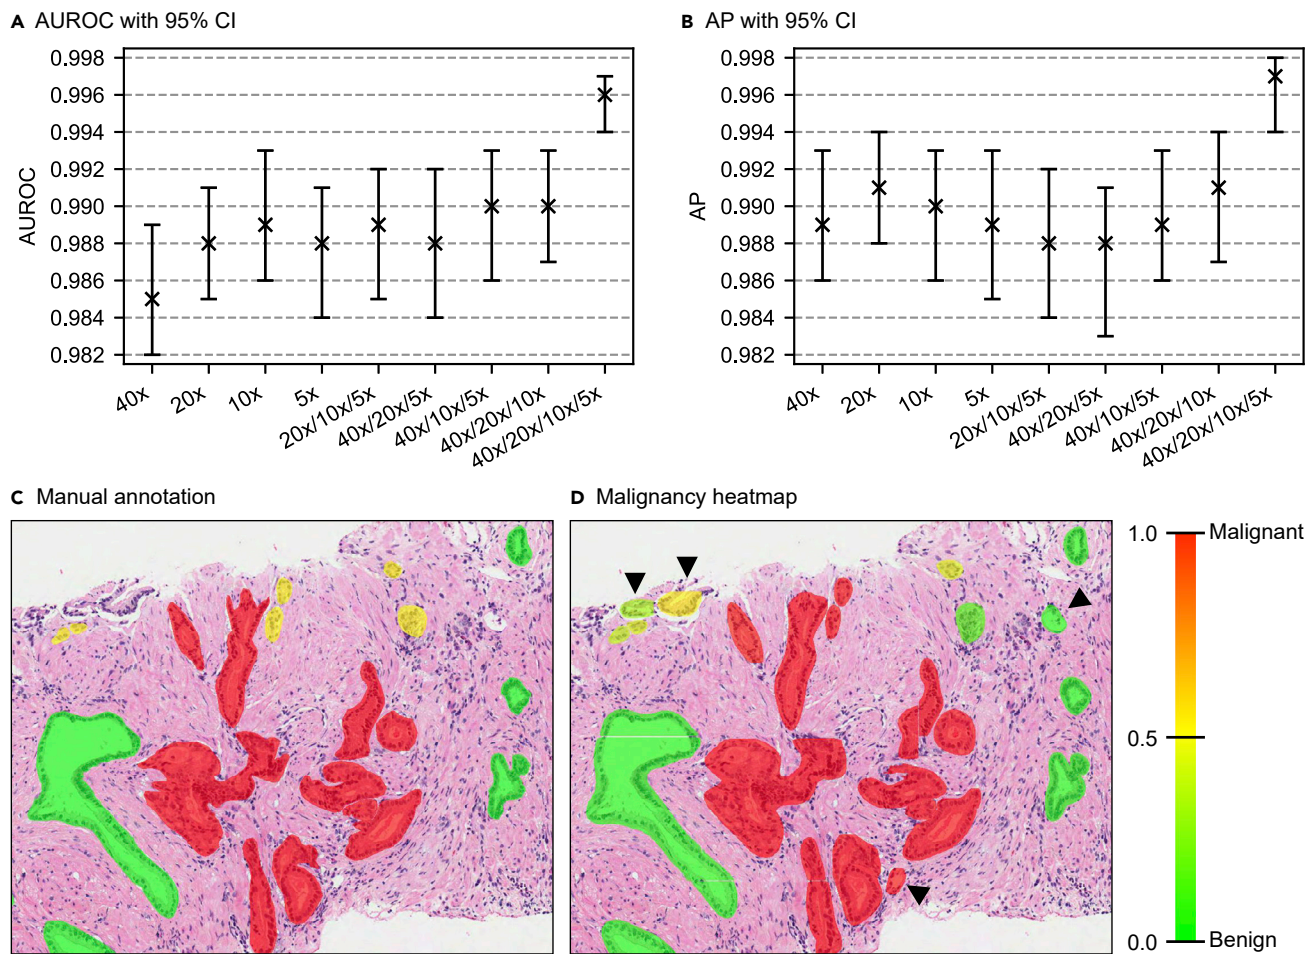 A AUROC with 95% CI
0.998
0.996
0.994
0.992
0.990
0.988
0.986
0.984
0.982
AUROC
40x
20x
10x
5x
20x/10x/5x
40x/20x/5x
40x/10x/5x
40x/20x/10x
40x/20x/10x/5x
B AP with 95% CI
0.998
0.996
0.994
0.992
0.990
0.988
0.986
0.984
0.982
AP
40x
20x
10x
5x
20x/10x/5x
40x/20x/5x
40x/10x/5x
40x/20x/10x
40x/20x/10x/5x
C Manual annotation
D Malignancy heatmap
1.0 Malignant
0.5
0.0 Benign